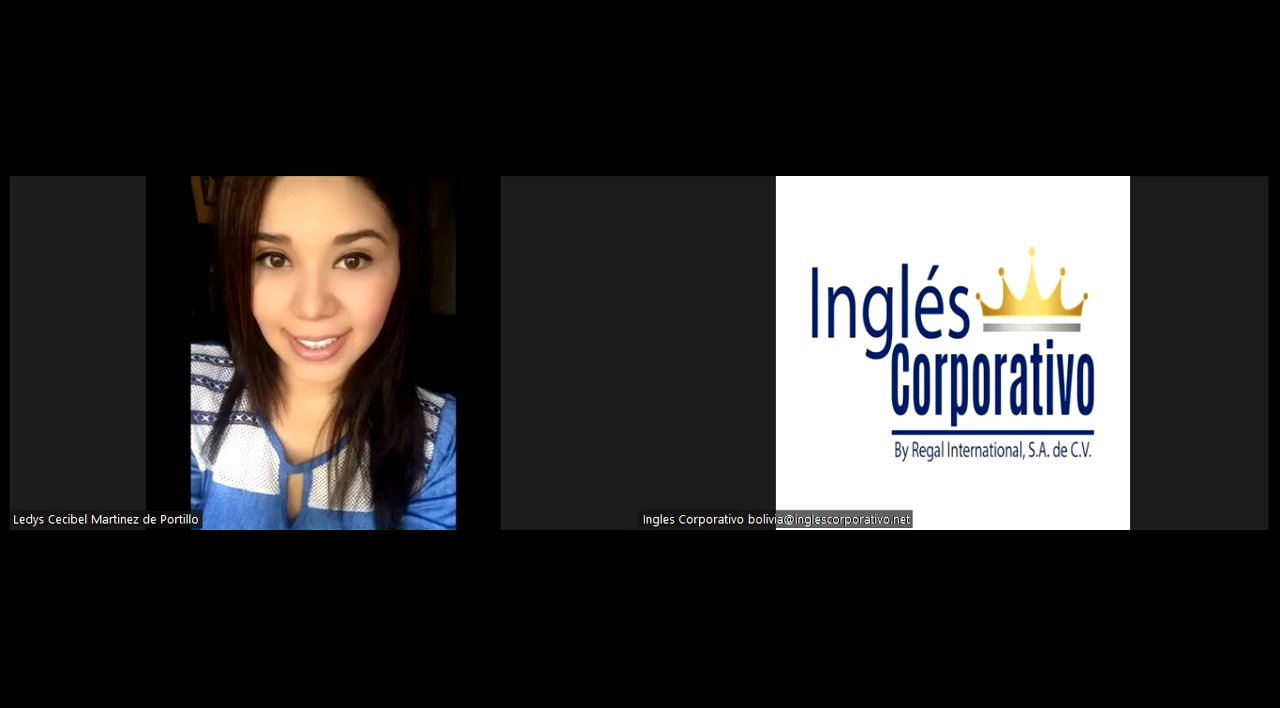 Inglés
Corporativo
By Regal International, S.A. de C.V.
Ledys Cecibel Martinez de Portillo
Ingles Corporativo bolivia@inglescorporativo.net